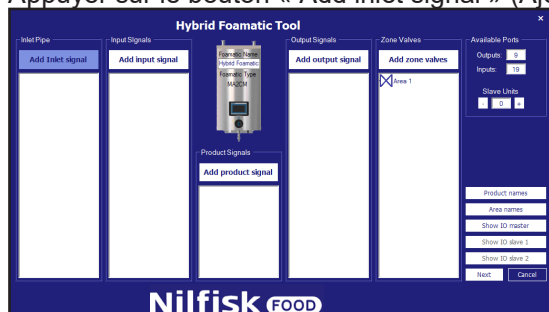 Appuyer sur le bouton « Add inlet signal » (Aj
Hybrid Foamatic Tool
×
Inlet Pipe
Add Inlet signal
Input Signals
Add input signal
Foamatic Name
Hybrid Foamatic
Foamatic Type
MA2CM
Product Signals
Add product signal
Output Signals
Add output signal
Zone Valves
Add zone valves
Area 1
Available Ports
Outputs: 9
Inputs: 19
Slave Units
- 0 +
Product names
Area names
Show IO master
Show IO slave 1
Show IO slave 2
Next Cancel
Nilfisk FOOD